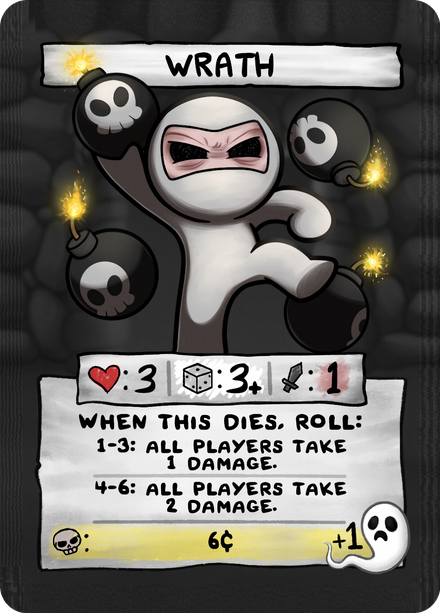 WRATH
: 3 : 3+ : 1
WHEN THIS DIES, ROLL:
1-3: ALL PLAYERS TAKE
1 DAMAGE.
4-6: ALL PLAYERS TAKE
2 DAMAGE.
: 6¢ +1